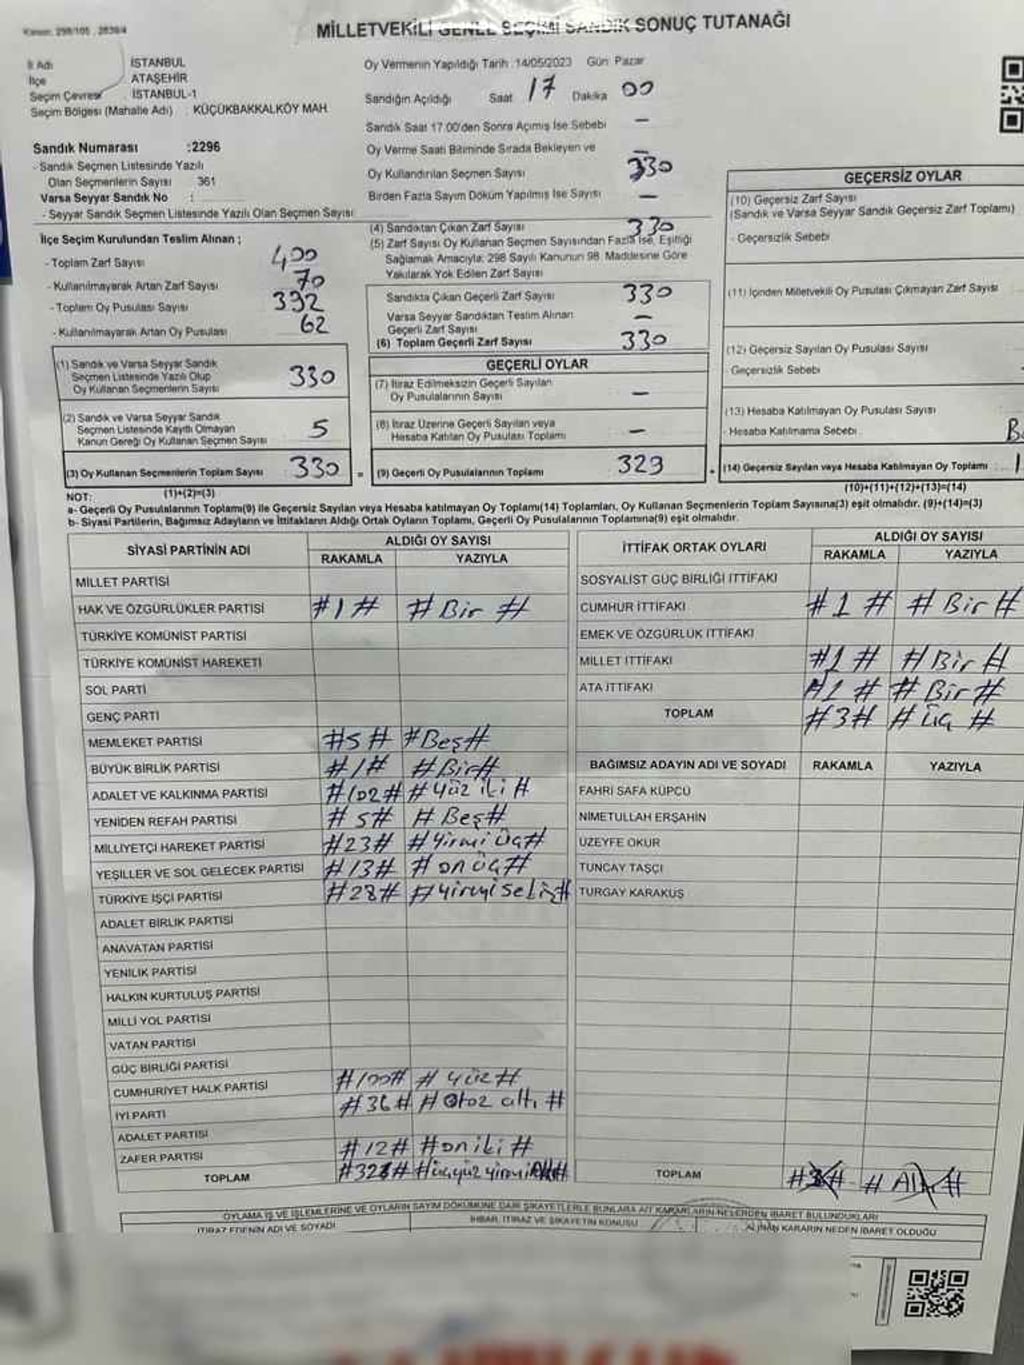 Kanun: 298/105 , 2839/4
MİLLETVEKİLİ GENEL SEÇİMİ SANDIK SONUÇ TUTANAĞI
İl Adı İSTANBUL
İlçe ATAŞEHİR
Seçim Çevresi İSTANBUL-1
Seçim Bölgesi (Mahalle Adı) : KÜÇÜKBAKKALKÖY MAH.
Sandık Numarası :2296
- Sandık Seçmen Listesinde Yazılı
Olan Seçmenlerin Sayısı 361
Varsa Seyyar Sandık No :
- Seyyar Sandık Seçmen Listesinde Yazılı Olan Seçmen Sayısı
İlçe Seçim Kurulundan Teslim Alınan ;
- Toplam Zarf Sayısı 400
- Kullanılmayarak Artan Zarf Sayısı 70
- Toplam Oy Pusulası Sayısı 392
- Kullanılmayarak Artan Oy Pusulası 62
(1) Sandık ve Varsa Seyyar Sandık
Seçmen Listesinde Yazılı Olup
Oy Kullanan Seçmenlerin Sayısı 330
(2) Sandık ve Varsa Seyyar Sandık
Seçmen Listesinde Kayıtlı Olmayan
Kanun Gereği Oy Kullanan Seçmen Sayısı 5
(3) Oy Kullanan Seçmenlerin Toplam Sayısı 330
(1)+(2)=(3)
Oy Vermenin Yapıldığı Tarih :14/05/2023 Gün Pazar
Sandığın Açıldığı Saat 17 Dakika 00
Sandık Saat 17.00'den Sonra Açımış İse Sebebi —
Oy Verme Saati Bitiminde Sırada Bekleyen ve —
Oy Kullandırılan Seçmen Sayısı 330
Birden Fazla Sayım Döküm Yapılmış İse Sayısı —
(4) Sandıktan Çıkan Zarf Sayısı 330
(5) Zarf Sayısı Oy Kullanan Seçmen Sayısından Fazla İse, Eşitliği
Sağlamak Amacıyla; 298 Sayılı Kanunun 98. Maddesine Göre
Yakılarak Yok Edilen Zarf Sayısı
Sandıkta Çıkan Geçerli Zarf Sayısı 330
Varsa Seyyar Sandıktan Teslim Alınan
Geçerli Zarf Sayısı —
(6) Toplam Geçerli Zarf Sayısı 330
GEÇERLİ OYLAR
(7) İtiraz Edilmeksizin Geçerli Sayılan
Oy Pusulalarının Sayısı —
(8) İtiraz Üzerine Geçerli Sayılan veya
Hesaba Katılan Oy Pusulası Toplamı —
= (9) Geçerli Oy Pusulalarının Toplamı 329
GEÇERSİZ OYLAR
(10) Geçersiz Zarf Sayısı
(Sandık ve Varsa Seyyar Sandık Geçersiz Zarf Toplamı)
- Geçersizlik Sebebi
(11) İçinden Milletvekili Oy Pusulası Çıkmayan Zarf Sayısı
(12) Geçersiz Sayılan Oy Pusulası Sayısı
- Geçersizlik Sebebi
(13) Hesaba Katılmayan Oy Pusulası Sayısı
- Hesaba Katılmama Sebebi
(14) Geçersiz Sayılan veya Hesaba Katılmayan Oy Toplamı : 1
(10)+(11)+(12)+(13)=(14)
NOT:
a- Geçerli Oy Pusulalarının Toplamı(9) ile Geçersiz Sayılan veya Hesaba katılmayan Oy Toplamı(14) Toplamları, Oy Kullanan Seçmenlerin Toplam Sayısına(3) eşit olmalıdır. (9)+(14)=(3)
b- Siyasi Partilerin, Bağımsız Adayların ve İttifakların Aldığı Ortak Oyların Toplamı, Geçerli Oy Pusulalarının Toplamına(9) eşit olmalıdır.
SİYASİ PARTİNİN ADI ALDIĞI OY SAYISI
RAKAMLA YAZIYLA
MİLLET PARTİSİ
HAK VE ÖZGÜRLÜKLER PARTİSİ #1# #Bir#
TÜRKİYE KOMÜNİST PARTİSİ
TÜRKİYE KOMÜNİST HAREKETİ
SOL PARTİ
GENÇ PARTİ
MEMLEKET PARTİSİ #5# #Beş#
BÜYÜK BİRLİK PARTİSİ #1# #Bir#
ADALET VE KALKINMA PARTİSİ #102# #Yüz iki#
YENİDEN REFAH PARTİSİ #5# #Beş#
MİLLİYETÇİ HAREKET PARTİSİ #23# #Yirmi Üç#
YEŞİLLER VE SOL GELECEK PARTİSİ #13# #on üç#
TÜRKİYE İŞÇİ PARTİSİ #28# #Yirmi sekiz#
ADALET BİRLİK PARTİSİ
ANAVATAN PARTİSİ
YENİLİK PARTİSİ
HALKIN KURTULUŞ PARTİSİ
MİLLİ YOL PARTİSİ
VATAN PARTİSİ
GÜÇ BİRLİĞİ PARTİSİ
CUMHURİYET HALK PARTİSİ #100# #Yüz#
İYİ PARTİ #36# #Otuz altı#
ADALET PARTİSİ
ZAFER PARTİSİ #12# #on iki#
TOPLAM
İTTİFAK ORTAK OYLARI ALDIĞI OY SAYISI
RAKAMLA YAZIYLA
SOSYALİST GÜÇ BİRLİĞİ İTTİFAKI
CUMHUR İTTİFAKI #1# #Bir#
EMEK VE ÖZGÜRLÜK İTTİFAKI
MİLLET İTTİFAKI #1# #Bir#
ATA İTTİFAKI #1# #Bir#
TOPLAM #3# #Üç#
BAĞIMSIZ ADAYIN ADI VE SOYADI RAKAMLA YAZIYLA
FAHRİ SAFA KÜPCÜ
NİMETULLAH ERŞAHİN
ÜZEYFE OKUR
TUNCAY TAŞÇI
TURGAY KARAKUŞ
TOPLAM
OYLAMA İŞ VE İŞLEMLERİNE VE OYLARIN SAYIM DÖKÜMÜNE DAİR ŞİKAYETLERLE BUNLARA AİT KARARLARIN NELERDEN İBARET BULUNDUKLARI
İTİRAZ EDENİN ADI VE SOYADI İHBAR, İTİRAZ VE ŞİKAYETİN KONUSU ALINAN KARARIN NEDEN İBARET OLDUĞU